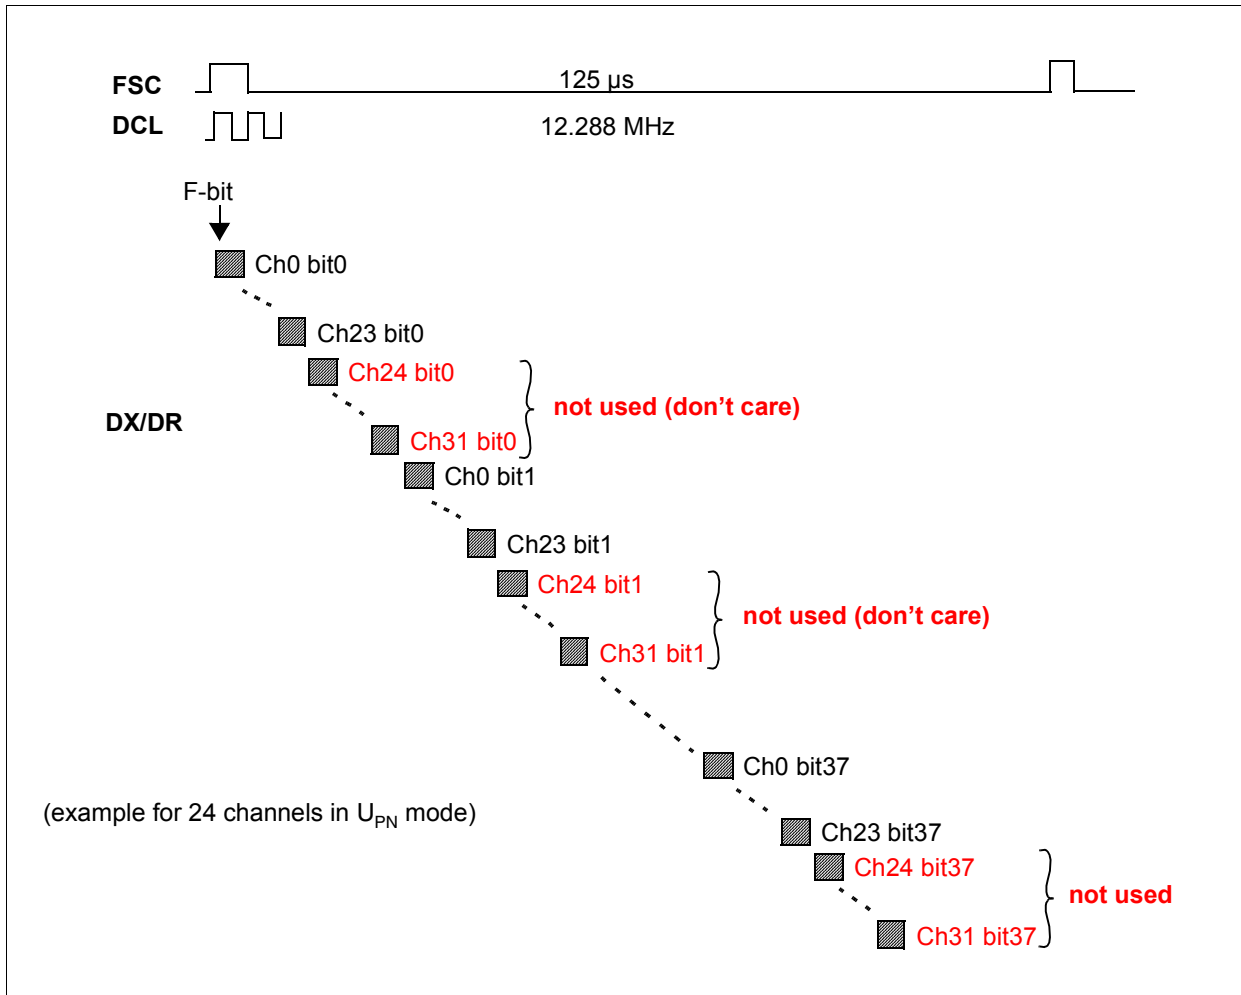 FSC
125 µs
DCL
12.288 MHz
F-bit
Ch0 bit0
Ch23 bit0
Ch24 bit0
not used (don’t care)
DX/DR
Ch31 bit0
Ch0 bit1
Ch23 bit1
Ch24 bit1
not used (don’t care)
Ch31 bit1
Ch0 bit37
(example for 24 channels in UPN mode)
Ch23 bit37
Ch24 bit37
not used
Ch31 bit37